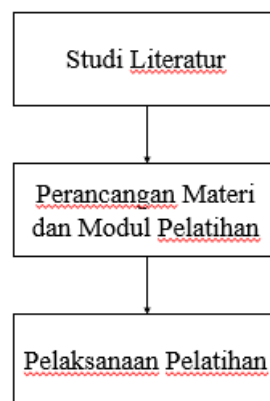 Studi Literatur
Perancangan Materi
dan Modul Pelatihan
Pelaksanaan Pelatihan